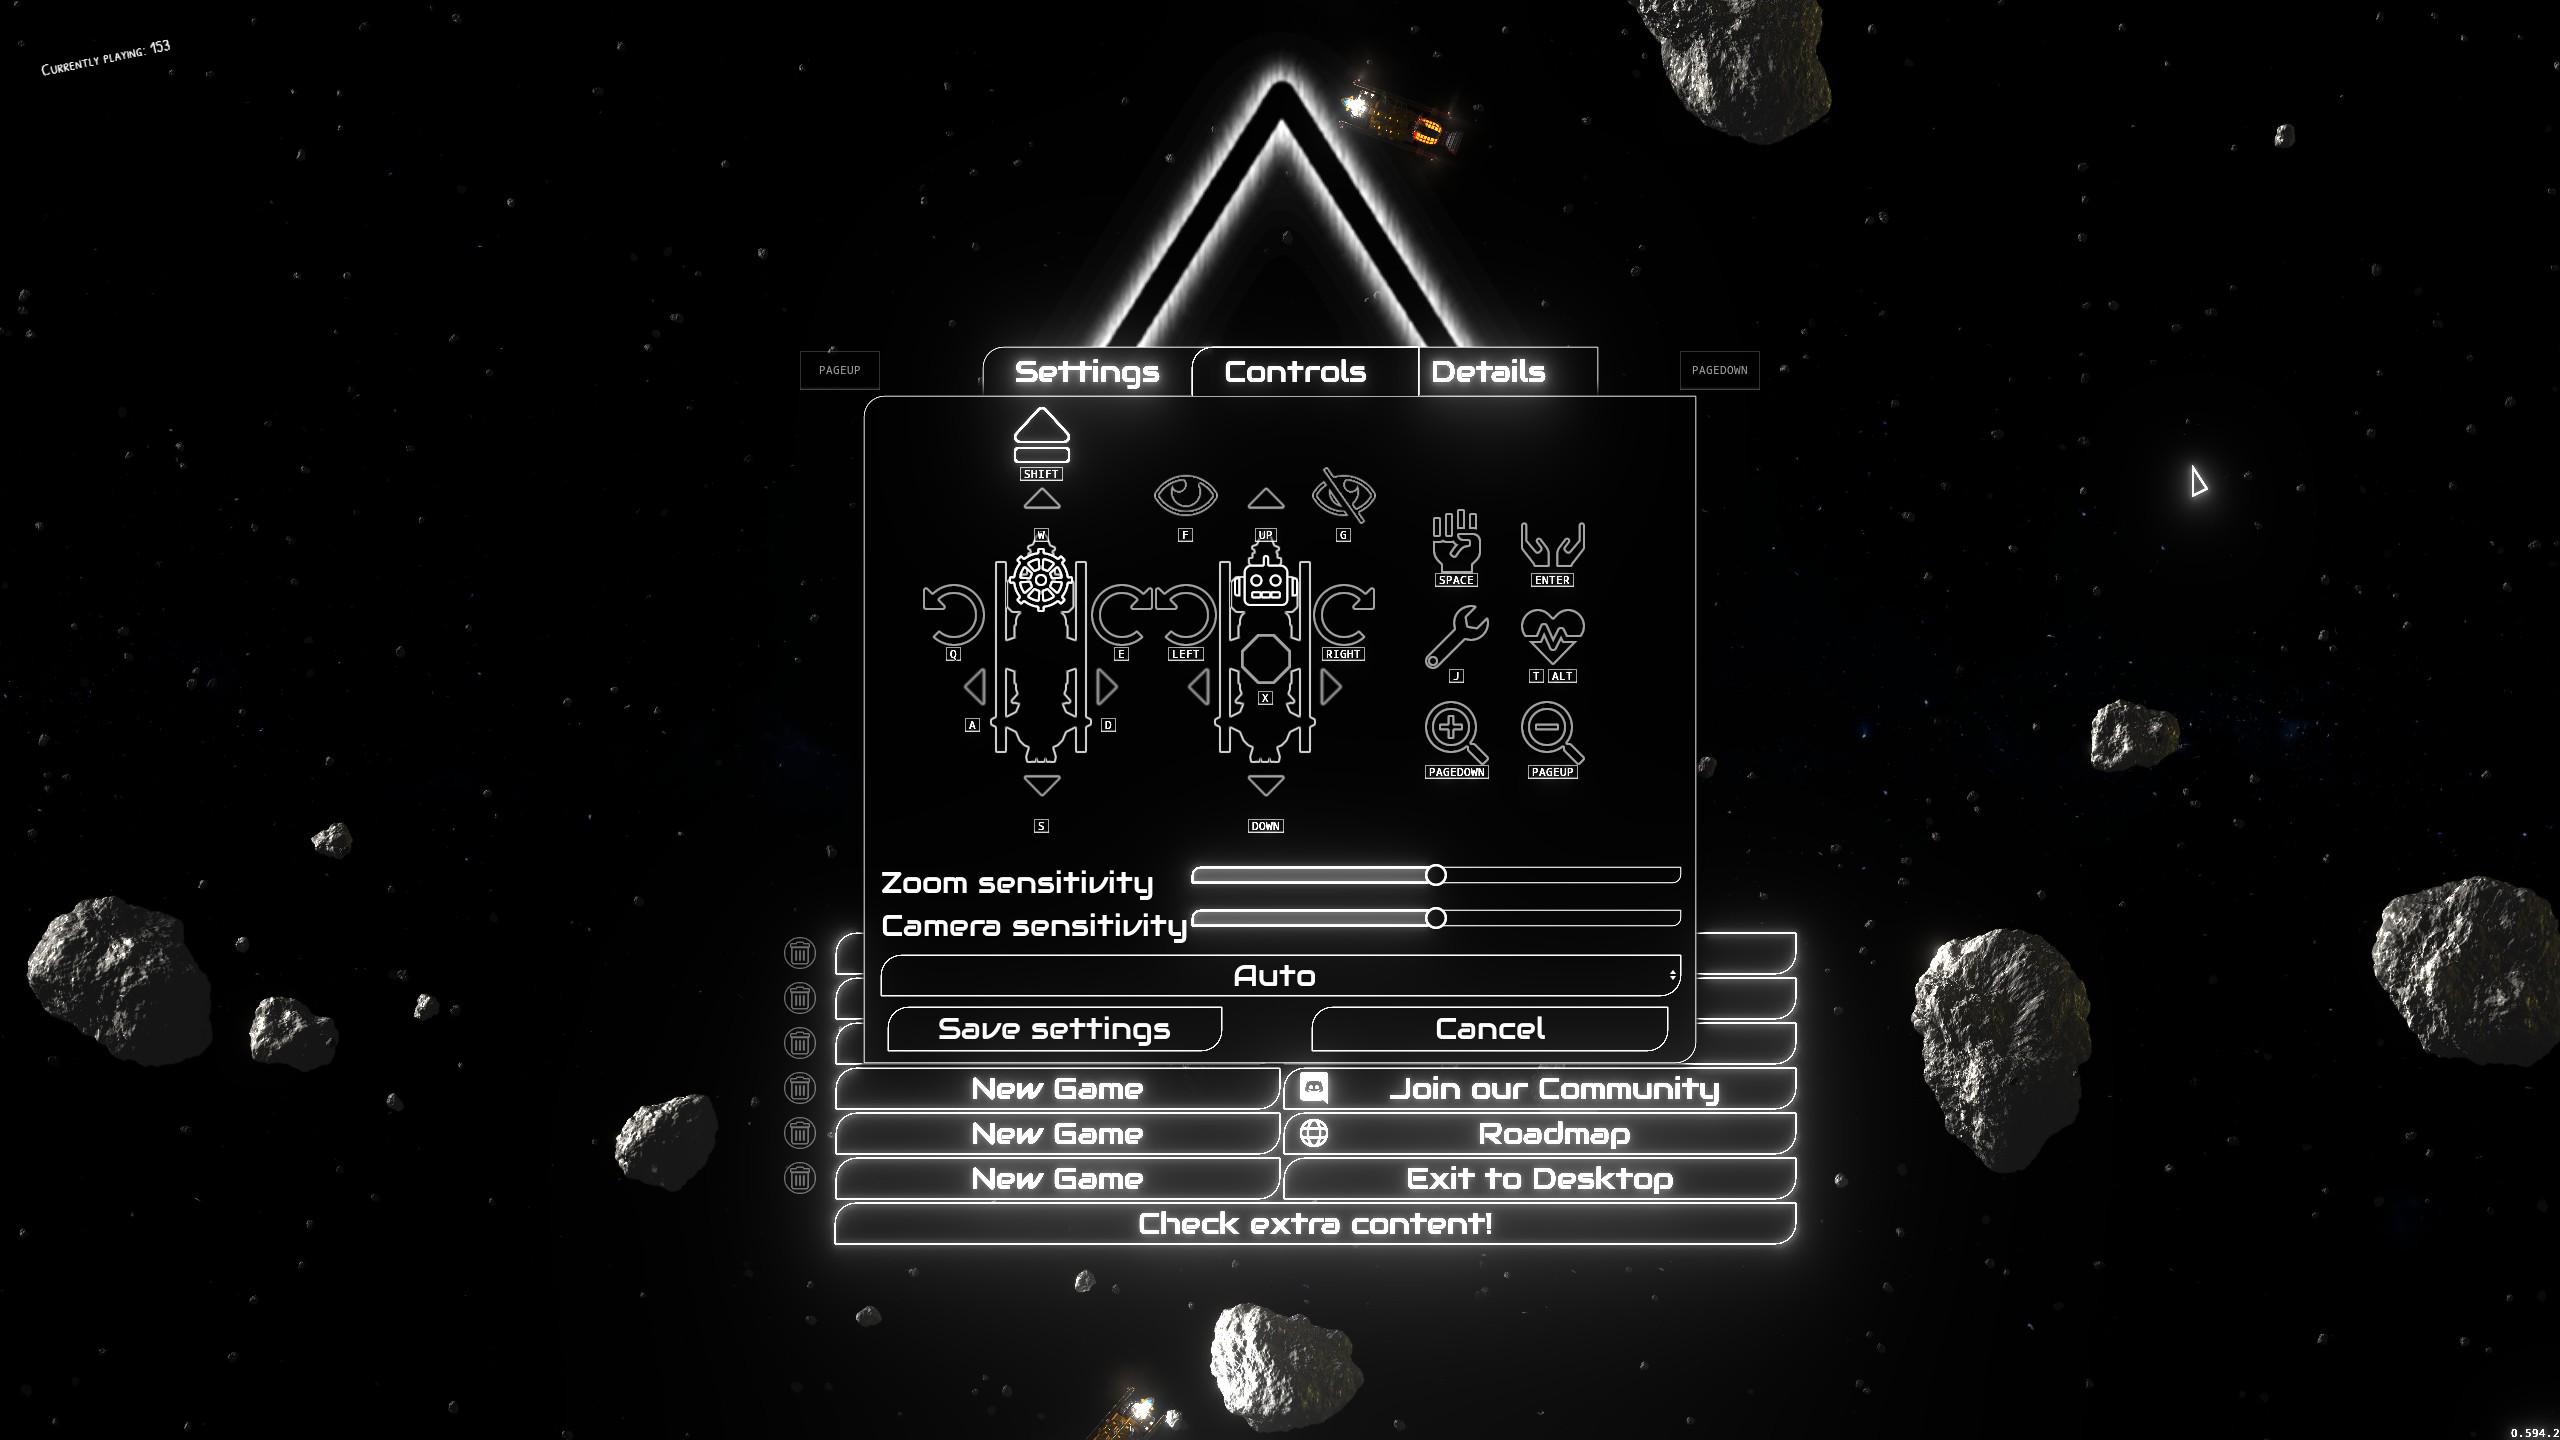 Currently playing: 153
PAGEUP
Settings
Controls
Details
PAGEDOWN
SHIFT
W
F
UP
G
SPACE
ENTER
Q
E
LEFT
RIGHT
J
T ALT
X
A
D
PAGEDOWN
PAGEUP
S
DOWN
Zoom sensitivity
Camera sensitivity
Auto
Save settings
Cancel
New Game
Join our Community
New Game
Roadmap
New Game
Exit to Desktop
Check extra content!
0.594.2